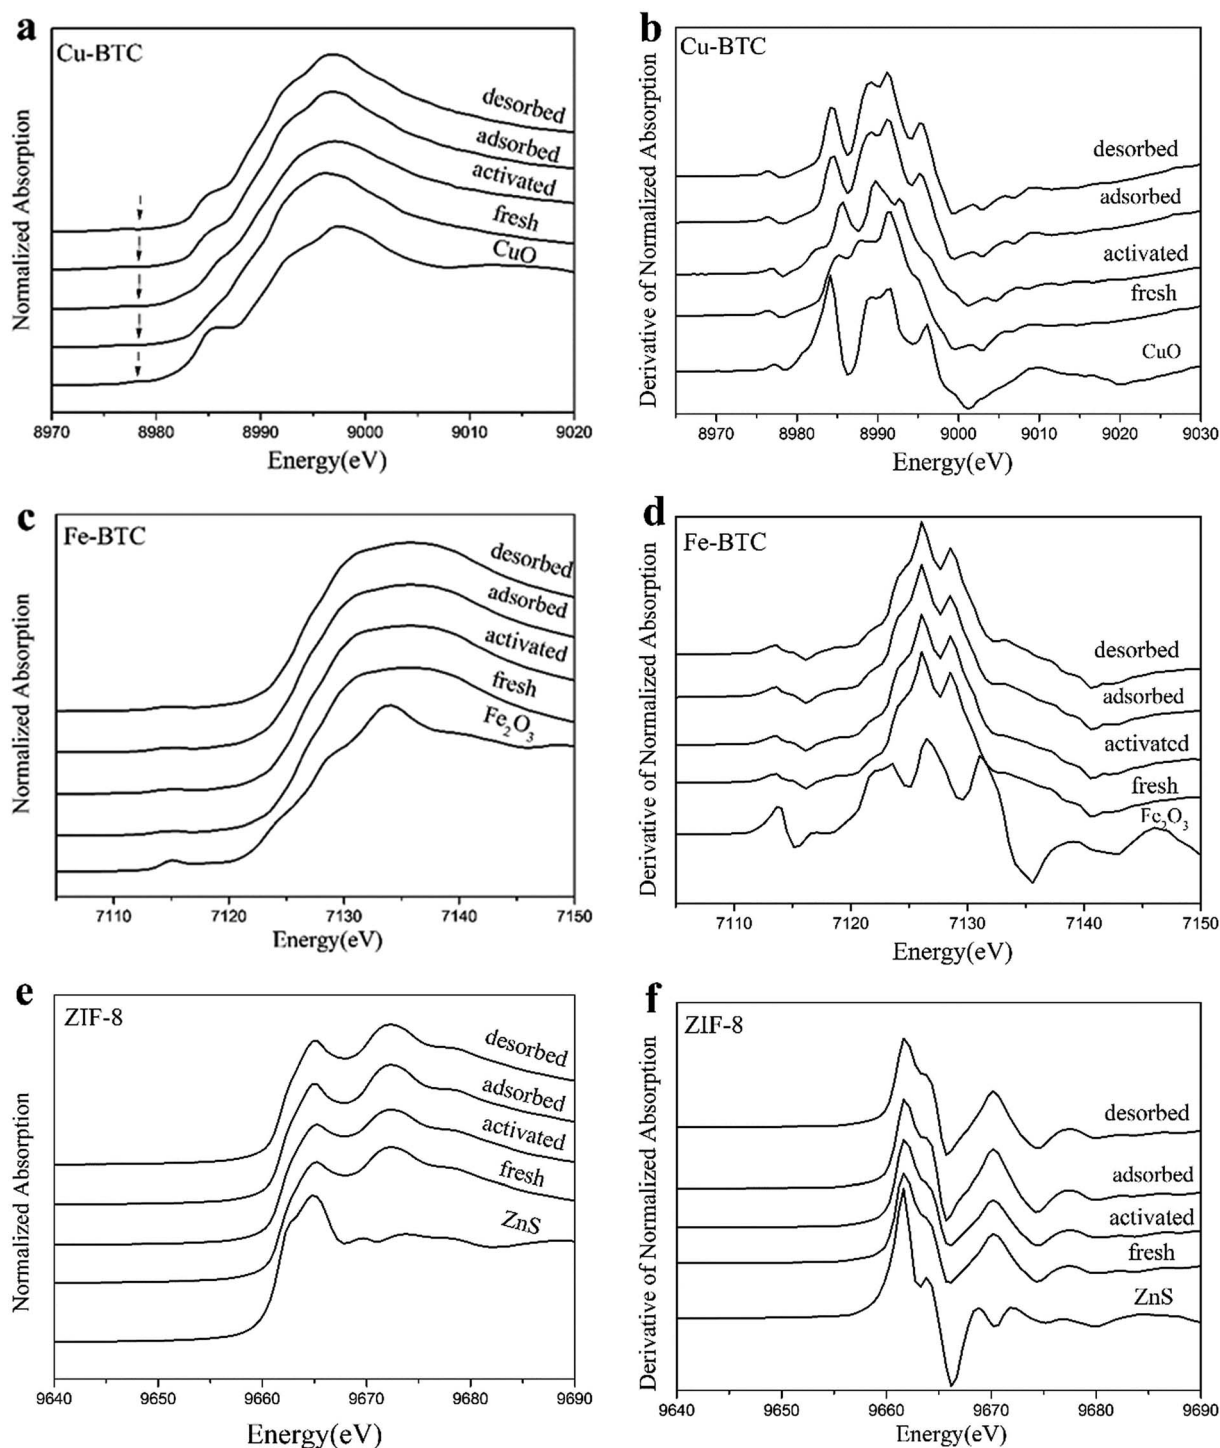 a
Cu-BTC
Normalized Absorption
desorbed
adsorbed
activated
fresh
CuO
8970 8980 8990 9000 9010 9020
Energy(eV)
b
Cu-BTC
Derivative of Normalized Absorption
desorbed
adsorbed
activated
fresh
CuO
8970 8980 8990 9000 9010 9020 9030
Energy(eV)
c
Fe-BTC
Normalized Absorption
desorbed
adsorbed
activated
fresh
Fe₂O₃
7110 7120 7130 7140 7150
Energy(eV)
d
Fe-BTC
Derivative of Normalized Absorption
desorbed
adsorbed
activated
fresh
Fe₂O₃
7110 7120 7130 7140 7150
Energy(eV)
e
ZIF-8
Normalized Absorption
desorbed
adsorbed
activated
fresh
ZnS
9640 9650 9660 9670 9680 9690
Energy(eV)
f
ZIF-8
Derivative of Normalized Absorption
desorbed
adsorbed
activated
fresh
ZnS
9640 9650 9660 9670 9680 9690
Energy(eV)